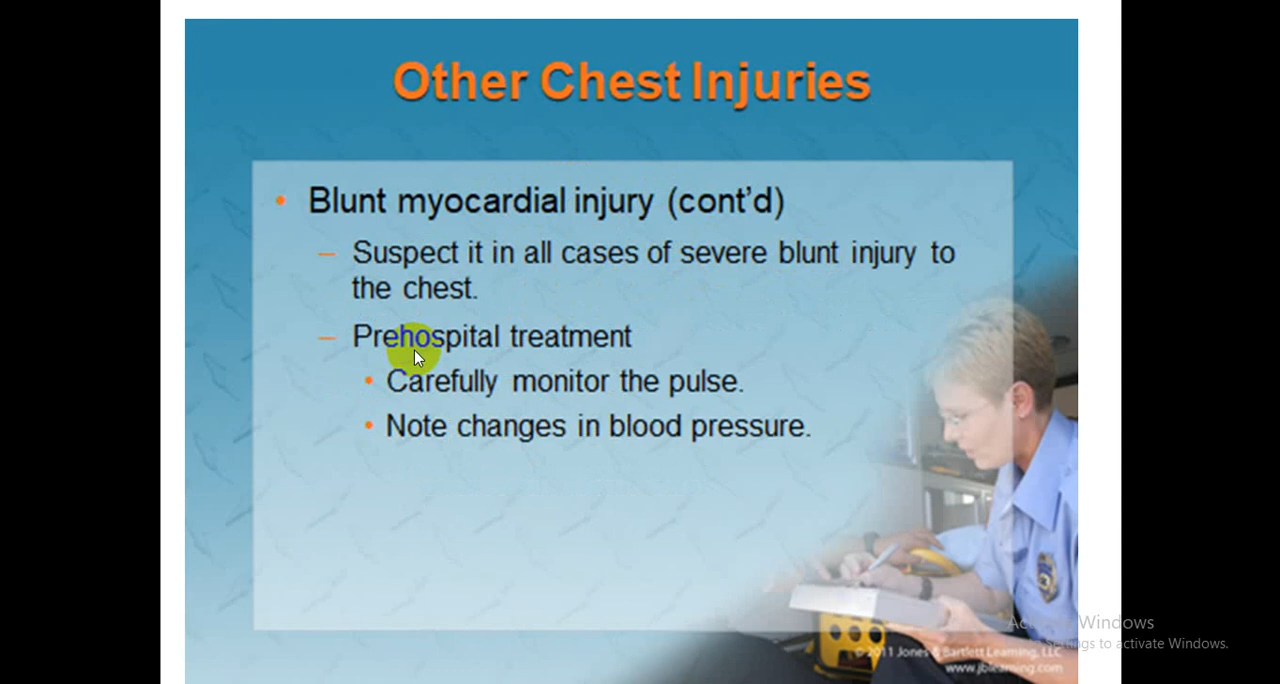 Other Chest Injuries
• Blunt myocardial injury (cont'd)
– Suspect it in all cases of severe blunt injury to
the chest.
– Prehospital treatment
• Carefully monitor the pulse.
• Note changes in blood pressure.
Activate Windows
Settings to activate Windows.
© 2011 Jones & Bartlett Learning, LLC
www.jblearning.com